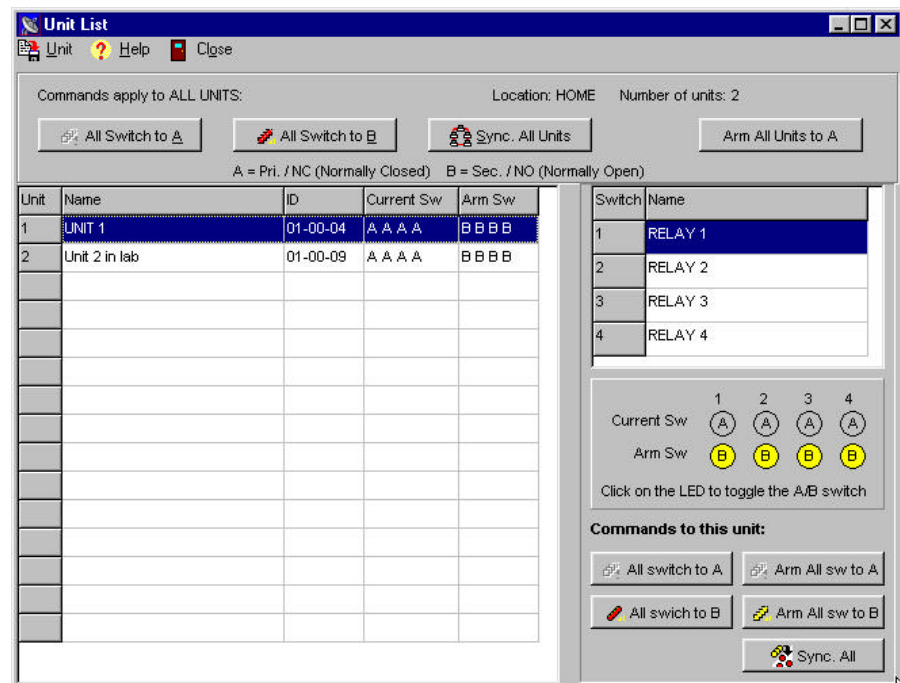 Unit List
Unit Help Close
Commands apply to ALL UNITS: Location: HOME Number of units: 2
All Switch to A All Switch to B Sync. All Units Arm All Units to A
A = Pri. / NC (Normally Closed) B = Sec. / NO (Normally Open)
Unit Name ID Current Sw Arm Sw
1 UNIT 1 01-00-04 A A A A B B B B
2 Unit 2 in lab 01-00-09 A A A A B B B B
Switch Name
1 RELAY 1
2 RELAY 2
3 RELAY 3
4 RELAY 4
1 2 3 4
Current Sw A A A A
Arm Sw B B B B
Click on the LED to toggle the A/B switch
Commands to this unit:
All switch to A Arm All sw to A
All swich to B Arm All sw to B
Sync. All